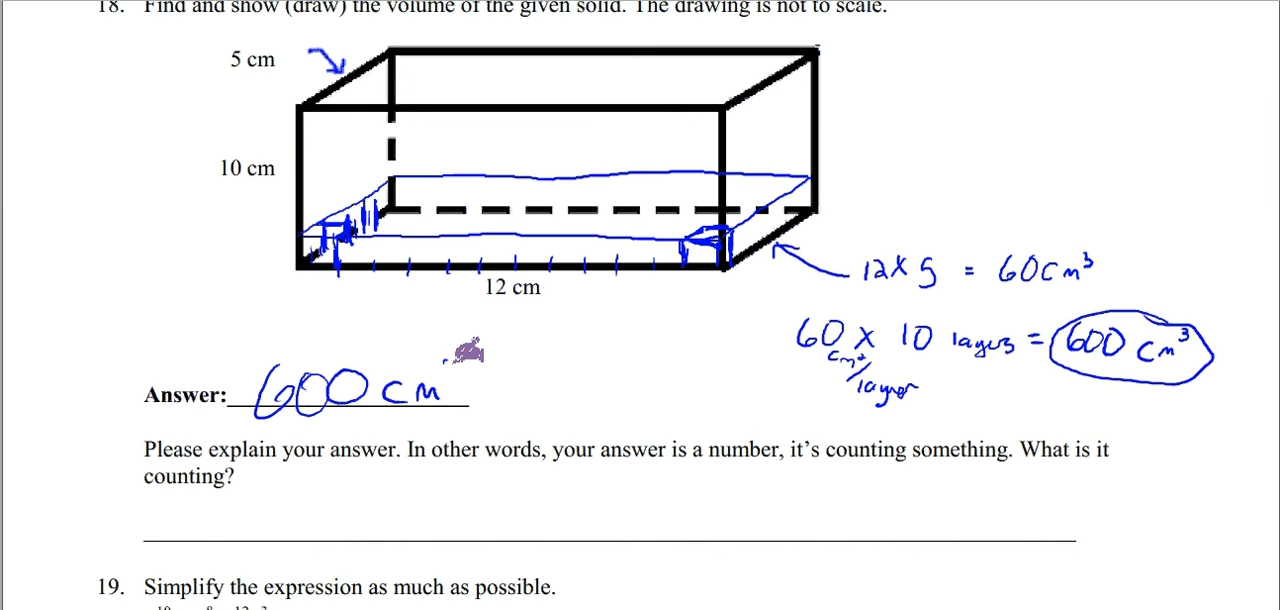 18. Find and show (draw) the volume of the given solid. The drawing is not to scale.
5 cm
10 cm
12 cm
12 x 5 = 60 cm³
60 x 10 layers = 600 cm³
cm³/layer
Answer: 600 cm
Please explain your answer. In other words, your answer is a number, it’s counting something. What is it
counting?
19. Simplify the expression as much as possible.